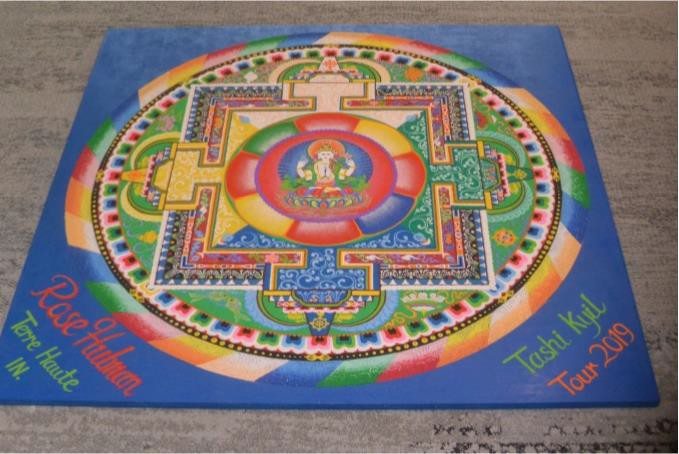 Rose Hulman
Terre Haute
IN.
Tashi Kyil
Tour 2019